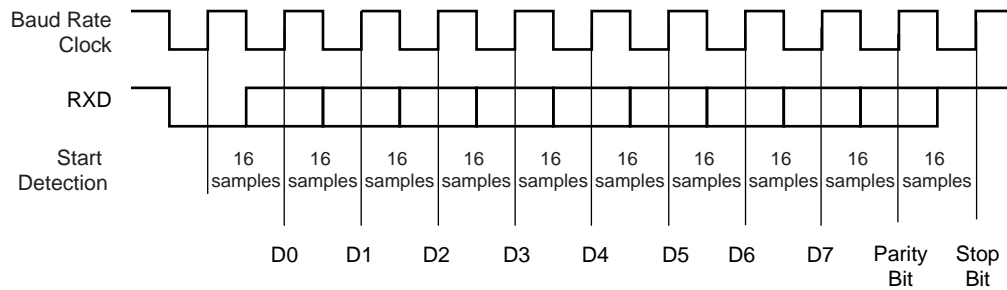 Baud Rate
Clock
RXD
Start
Detection
16 16 16 16 16 16 16 16 16 16
samples samples samples samples samples samples samples samples samples samples
D0 D1 D2 D3 D4 D5 D6 D7 Parity Stop
Bit Bit